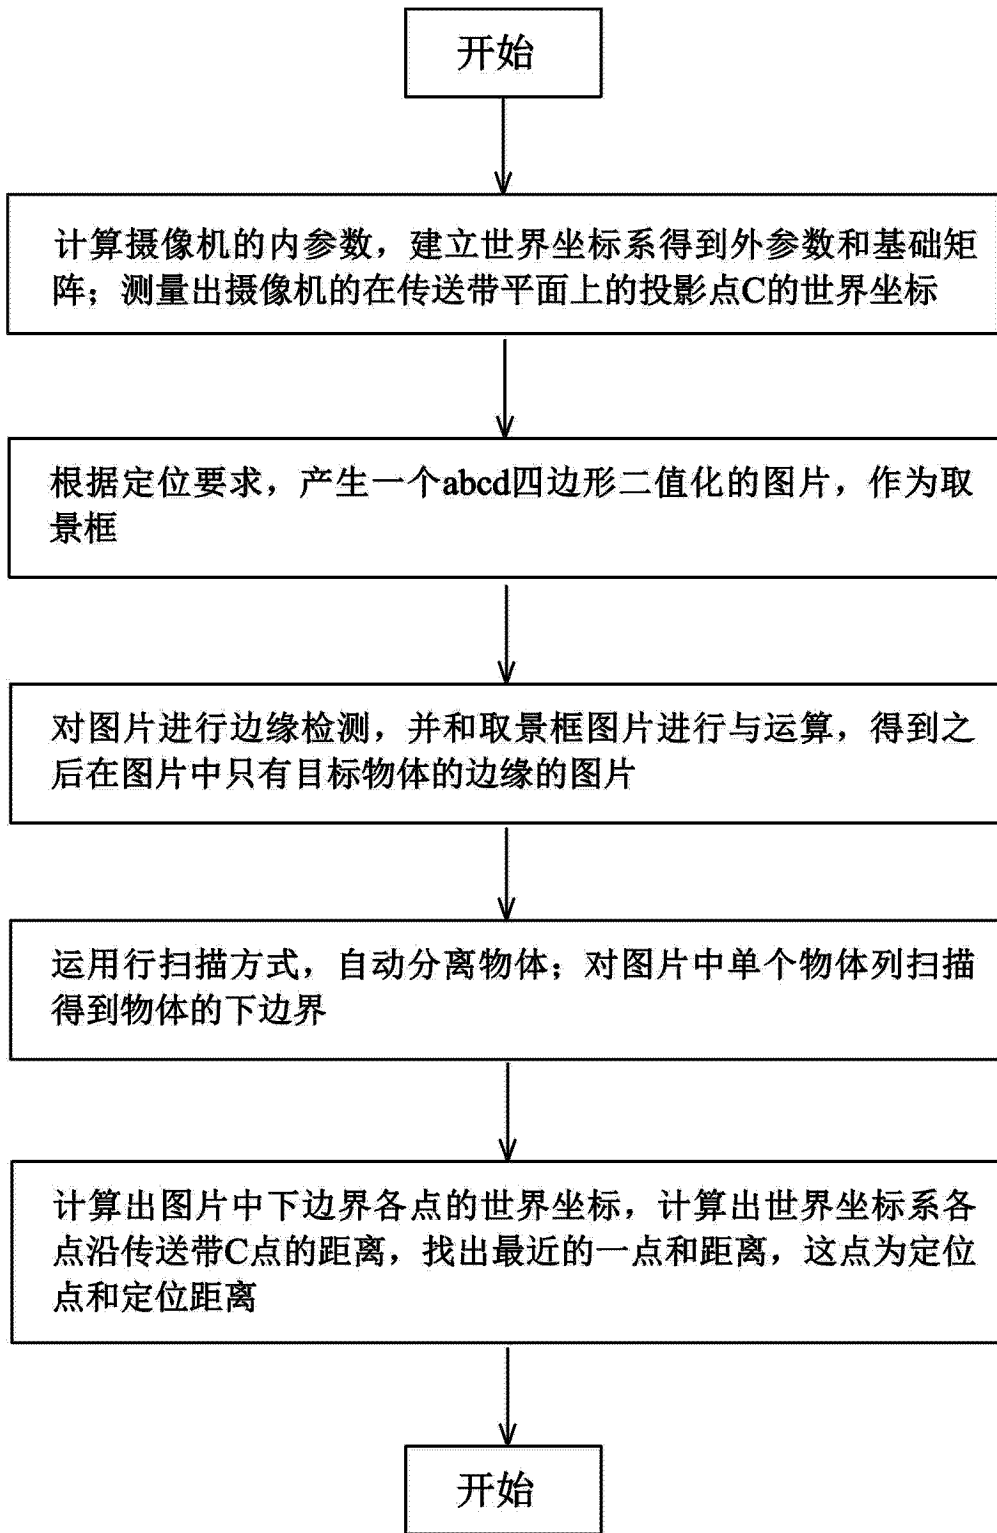 开始
计算摄像机的内参数，建立世界坐标系得到外参数和基础矩
阵；测量出摄像机的在传送带平面上的投影点C的世界坐标
根据定位要求，产生一个abcd四边形二值化的图片，作为取
景框
对图片进行边缘检测，并和取景框图片进行与运算，得到之
后在图片中只有目标物体的边缘的图片
运用行扫描方式，自动分离物体；对图片中单个物体列扫描
得到物体的下边界
计算出图片中下边界各点的世界坐标，计算出世界坐标系各
点沿传送带C点的距离，找出最近的一点和距离，这点为定位
点和定位距离
开始